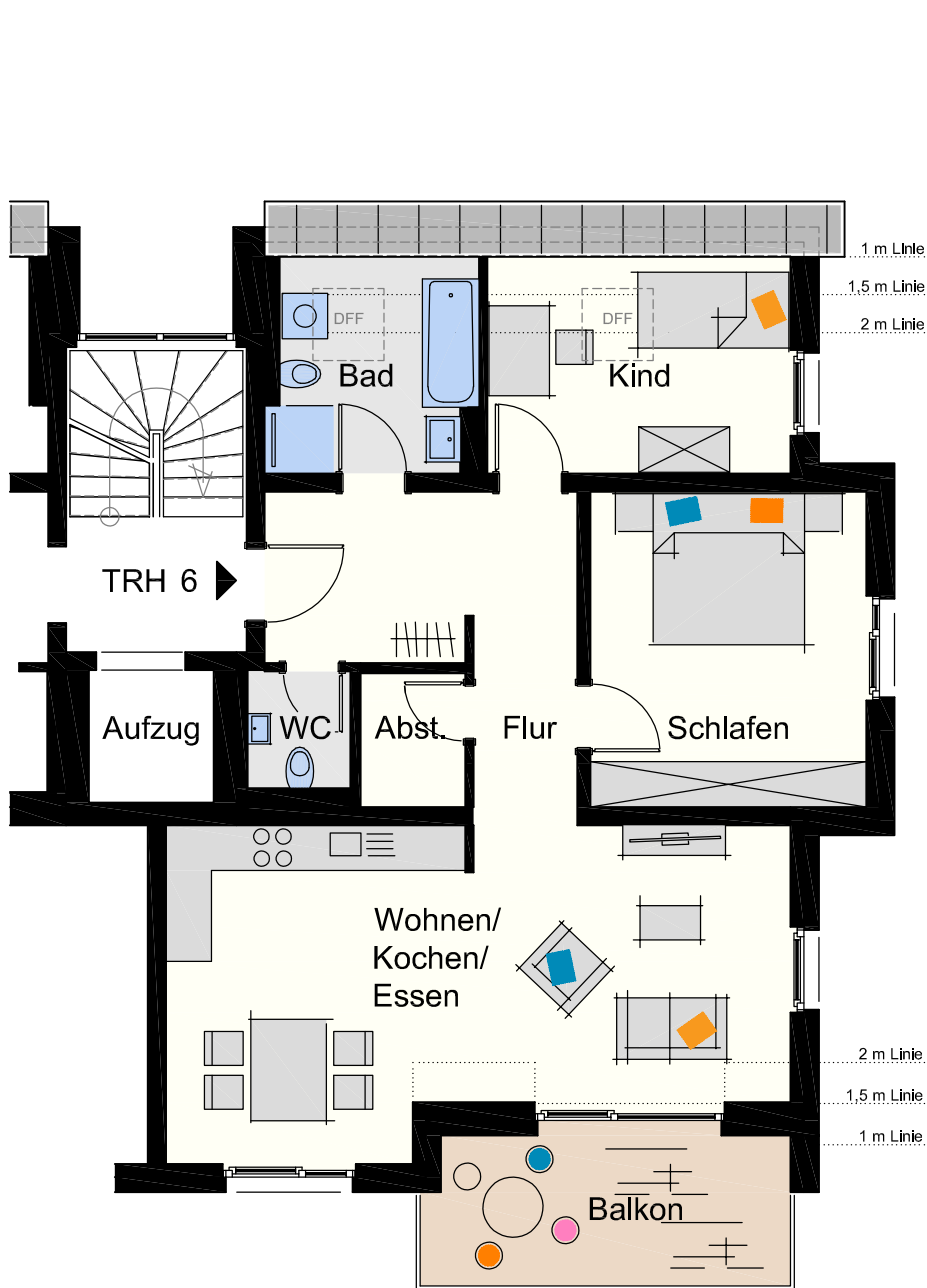 1 m Linie
1,5 m Linie
2 m Linie
DFF
DFF
Bad
Kind
TRH 6
Aufzug
WC
Abst.
Flur
Schlafen
Wohnen/
Kochen/
Essen
2 m Linie
1,5 m Linie
1 m Linie
Balkon